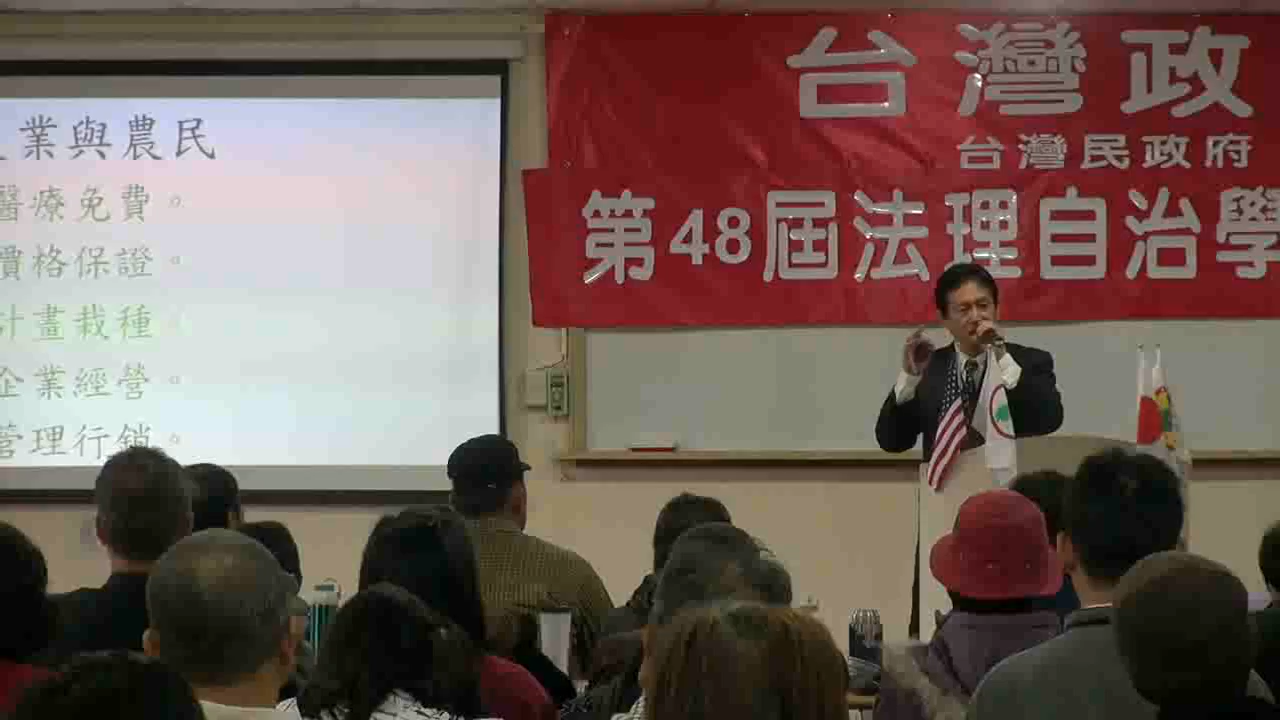 業與農民
醫療免費。
價格保證。
計畫栽種。
企業經營。
管理行銷。
台灣政
台灣民政府
第48屆法理自治學